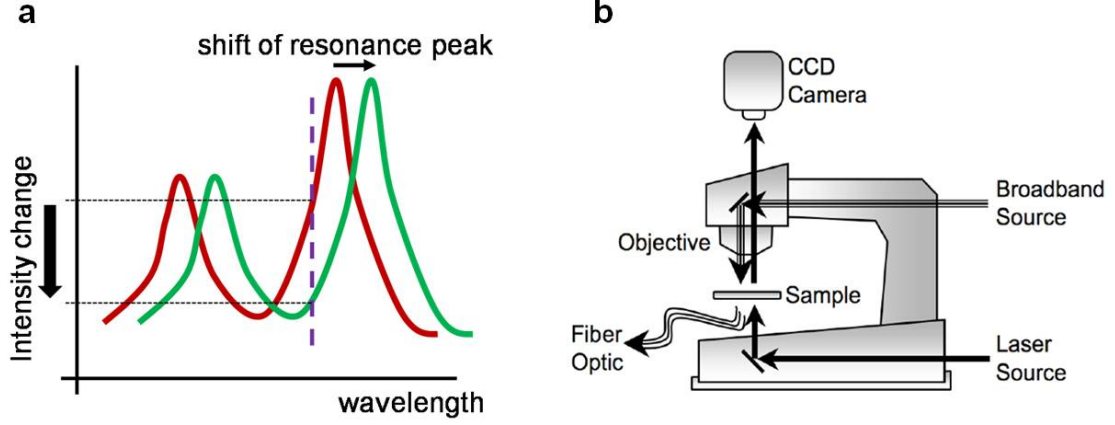 a
shift of resonance peak
Intensity change
wavelength
b
CCD
Camera
Broadband
Source
Objective
Sample
Fiber
Optic
Laser
Source